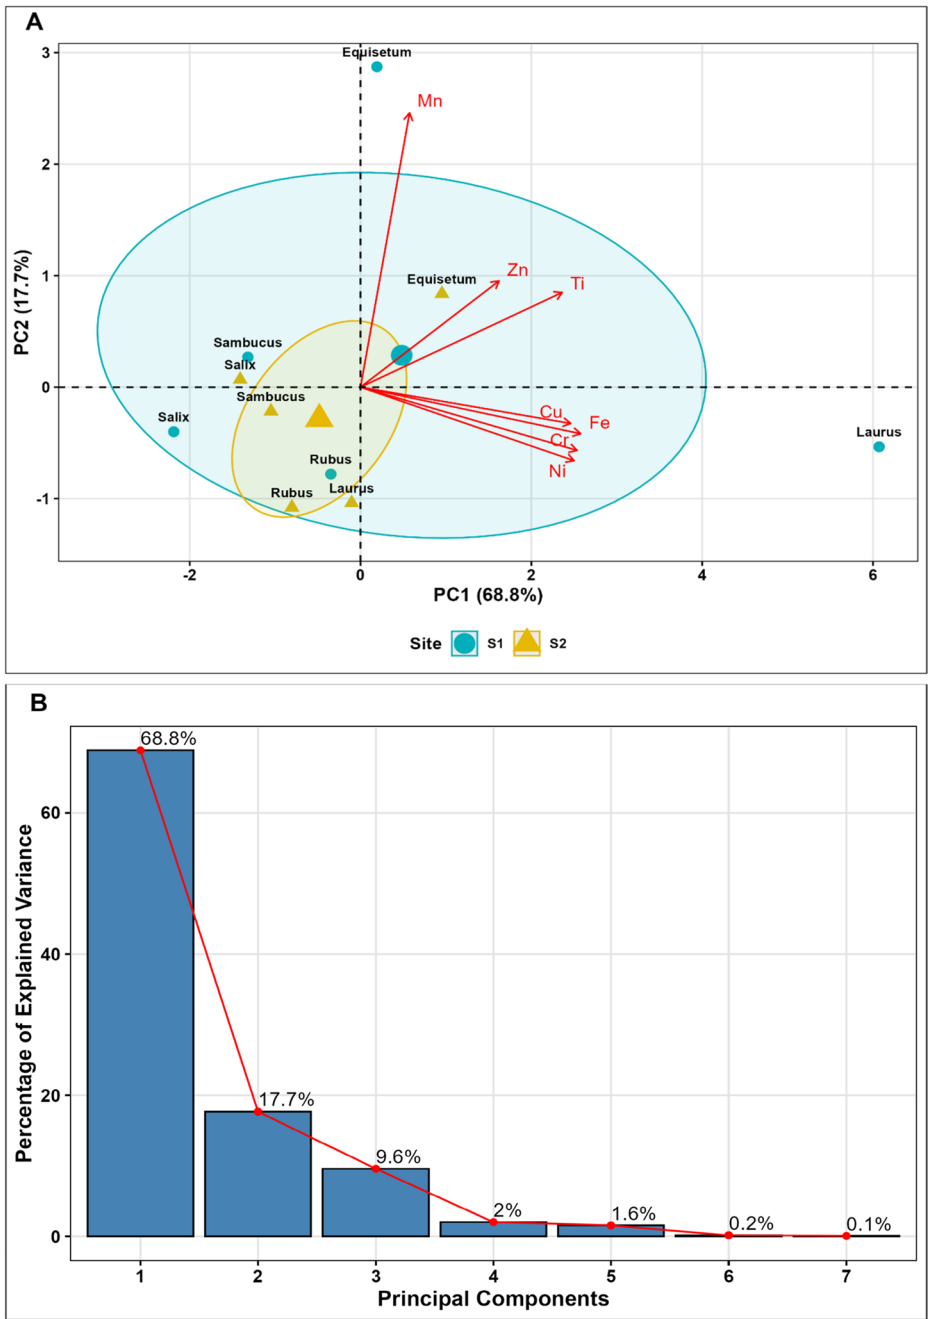 A
Equisetum
3
Mn
2
Zn
Equisetum
Ti
1
PC2 (17.7%)
Sambucus
Salix
0
Sambucus
Cu
Fe
Salix
Cr
Laurus
Rubus
Ni
Rubus
Laurus
-1
-2
0
2
4
6
PC1 (68.8%)
Site
S1
S2
B
68.8%
60
40
Percentage of Explained Variance
20
17.7%
9.6%
2%
1.6%
0.2%
0.1%
0
1
2
3
4
5
6
7
Principal Components